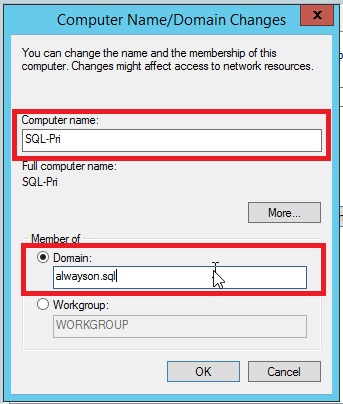 Computer Name/Domain Changes
x
You can change the name and the membership of this
computer. Changes might affect access to network resources.
Computer name:
SQL-Pri
Full computer name:
SQL-Pri
More...
Member of
Domain:
alwayson.sql
Workgroup:
WORKGROUP
OK
Cancel